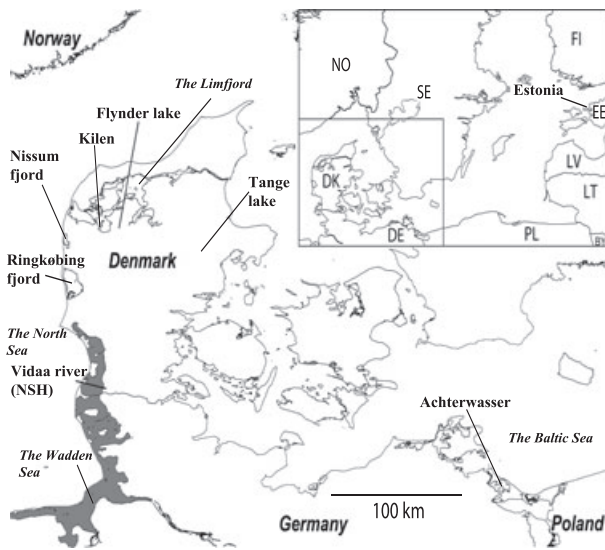 Norway
The Limfjord
Flynder lake
Kilen
Nissum
fjord
Tange
lake
Ringkøbing
fjord
Denmark
The North
Sea
Vidaa river
(NSH)
The Wadden
Sea
Germany
100 km
Achterwasser
The Baltic Sea
Poland
NO
SE
FI
Estonia
EE
LV
LT
DK
DE
PL
BY